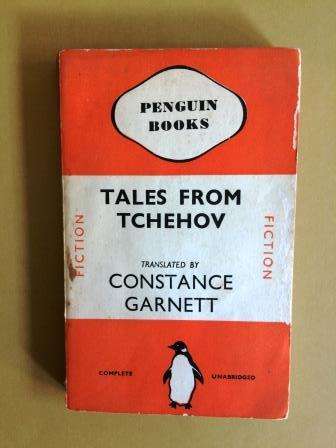 PENGUIN
BOOKS
TALES FROM
TCHEHOV
FICTION
FICTION
TRANSLATED BY
CONSTANCE
GARNETT
COMPLETE
UNABRIDGED